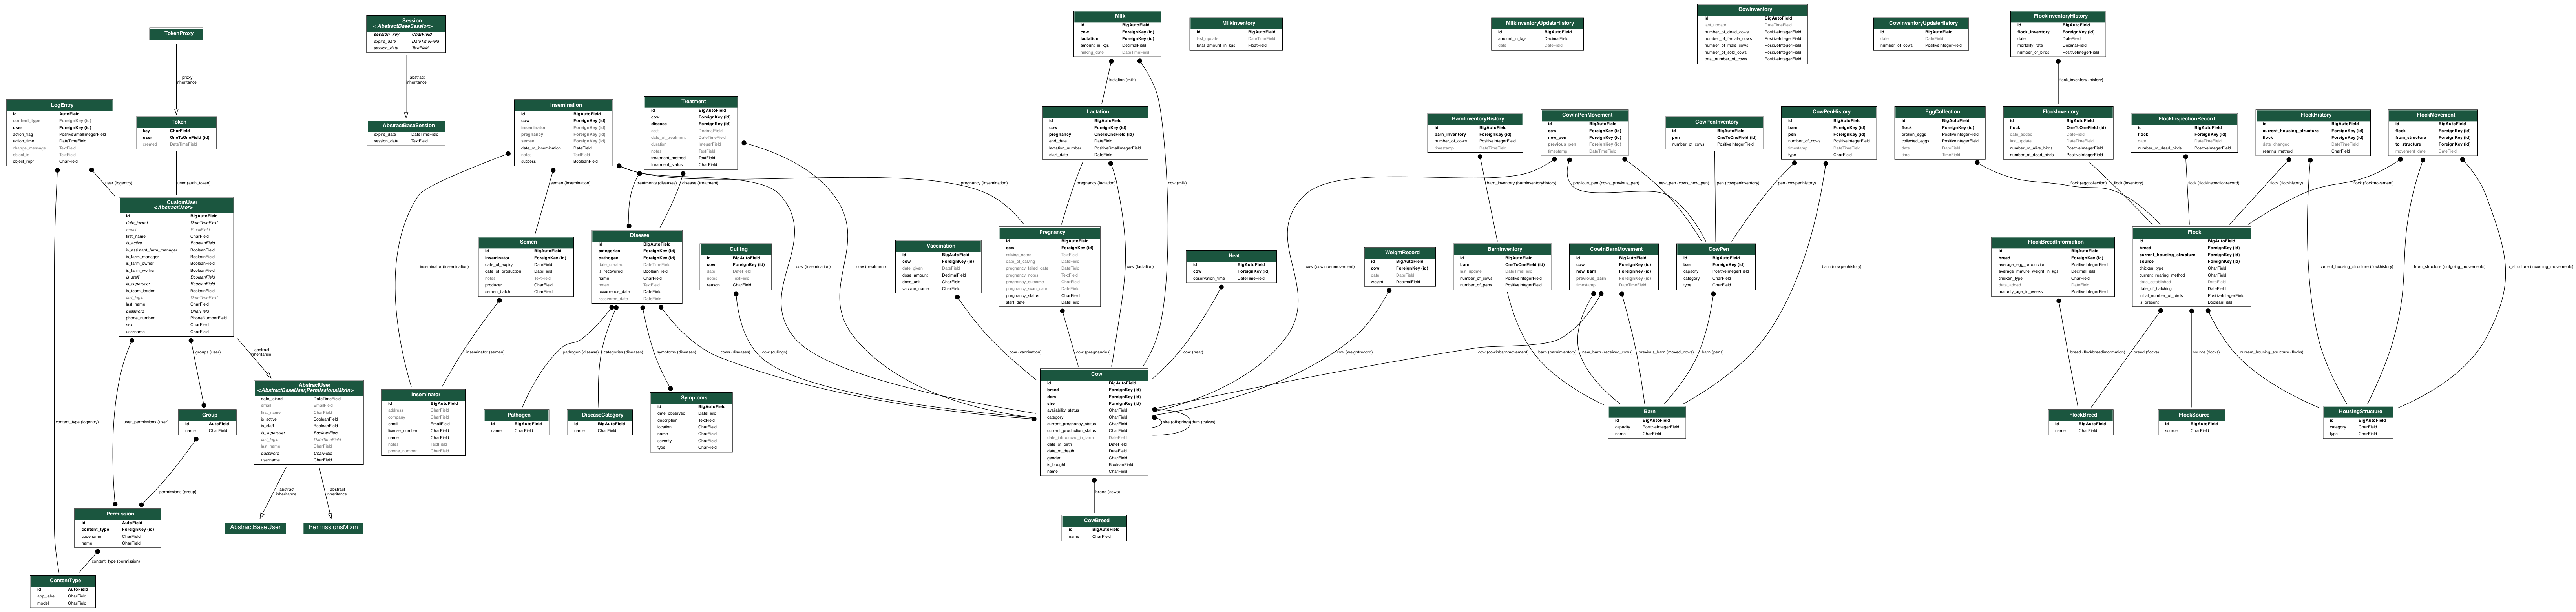 TokenProxy
proxy
inheritance
Token
key CharField
user OneToOneField (id)
created DateTimeField
user (auth_token)
Session
<AbstractBaseSession>
session_key CharField
expire_date DateTimeField
session_data TextField
abstract
inheritance
AbstractBaseSession
expire_date DateTimeField
session_data TextField
LogEntry
id AutoField
content_type ForeignKey (id)
user ForeignKey (id)
action_flag PositiveSmallIntegerField
action_time DateTimeField
change_message TextField
object_id TextField
object_repr CharField
user (logentry)
content_type (logentry)
CustomUser
<AbstractUser>
id BigAutoField
date_joined DateTimeField
email EmailField
first_name CharField
is_active BooleanField
is_assistant_farm_manager BooleanField
is_farm_manager BooleanField
is_farm_owner BooleanField
is_farm_worker BooleanField
is_staff BooleanField
is_superuser BooleanField
is_team_leader BooleanField
last_login DateTimeField
last_name CharField
password CharField
phone_number PhoneNumberField
sex CharField
username CharField
groups (user)
user_permissions (user)
abstract
inheritance
AbstractUser
<AbstractBaseUser,PermissionsMixin>
date_joined DateTimeField
email EmailField
first_name CharField
is_active BooleanField
is_staff BooleanField
is_superuser BooleanField
last_login DateTimeField
last_name CharField
password CharField
username CharField
abstract
inheritance
abstract
inheritance
AbstractBaseUser
PermissionsMixin
Group
id AutoField
name CharField
permissions (group)
Permission
id AutoField
content_type ForeignKey (id)
codename CharField
name CharField
content_type (permission)
ContentType
id AutoField
app_label CharField
model CharField
Insemination
id BigAutoField
cow ForeignKey (id)
inseminator ForeignKey (id)
pregnancy ForeignKey (id)
semen ForeignKey (id)
date_of_insemination DateField
notes TextField
success BooleanField
inseminator (insemination)
semen (insemination)
cow (insemination)
pregnancy (insemination)
Treatment
id BigAutoField
cow ForeignKey (id)
disease ForeignKey (id)
cost DecimalField
date_of_treatment DateTimeField
duration IntegerField
notes TextField
treatment_method TextField
treatment_status CharField
treatments (diseases)
disease (treatment)
cow (treatment)
Semen
id BigAutoField
inseminator ForeignKey (id)
date_of_expiry DateField
date_of_production DateField
notes TextField
producer CharField
semen_batch CharField
inseminator (semen)
Disease
id BigAutoField
categories ForeignKey (id)
pathogen ForeignKey (id)
date_created DateTimeField
is_recovered BooleanField
name CharField
notes TextField
occurrence_date DateField
recovered_date DateField
pathogen (disease)
categories (diseases)
symptoms (diseases)
cows (diseases)
Culling
id BigAutoField
cow ForeignKey (id)
date DateField
notes TextField
reason CharField
cow (cullings)
Inseminator
id BigAutoField
address CharField
company CharField
email EmailField
license_number CharField
name CharField
notes TextField
phone_number CharField
Pathogen
id BigAutoField
name CharField
DiseaseCategory
id BigAutoField
name CharField
Symptoms
id BigAutoField
date_observed DateField
description TextField
location CharField
name CharField
severity CharField
type CharField
Vaccination
id BigAutoField
cow ForeignKey (id)
date_given DateField
dose_amount DecimalField
dose_unit CharField
vaccine_name CharField
cow (vaccination)
Milk
id BigAutoField
cow ForeignKey (id)
lactation ForeignKey (id)
amount_in_kgs DecimalField
milking_date DateTimeField
lactation (milk)
cow (milk)
Lactation
id BigAutoField
cow ForeignKey (id)
pregnancy OneToOneField (id)
end_date DateField
lactation_number PositiveSmallIntegerField
start_date DateField
pregnancy (lactation)
cow (lactation)
Pregnancy
id BigAutoField
cow ForeignKey (id)
calving_notes TextField
date_of_calving DateField
pregnancy_failed_date DateField
pregnancy_notes TextField
pregnancy_outcome CharField
pregnancy_scan_date DateField
pregnancy_status CharField
start_date DateField
cow (pregnancies)
Heat
id BigAutoField
cow ForeignKey (id)
observation_time DateTimeField
cow (heat)
Cow
id BigAutoField
breed ForeignKey (id)
dam ForeignKey (id)
sire ForeignKey (id)
availability_status CharField
category CharField
current_pregnancy_status CharField
current_production_status CharField
date_introduced_in_farm DateField
date_of_birth DateField
date_of_death DateField
gender CharField
is_bought BooleanField
name CharField
sire (offspring)
dam (calves)
breed (cows)
CowBreed
id BigAutoField
name CharField
MilkInventory
id BigAutoField
last_update DateTimeField
total_amount_in_kgs FloatField
MilkInventoryUpdateHistory
id BigAutoField
amount_in_kgs DecimalField
date DateField
CowInventory
id BigAutoField
last_update DateTimeField
number_of_dead_cows PositiveIntegerField
number_of_female_cows PositiveIntegerField
number_of_male_cows PositiveIntegerField
number_of_sold_cows PositiveIntegerField
total_number_of_cows PositiveIntegerField
CowInventoryUpdateHistory
id BigAutoField
date DateField
number_of_cows PositiveIntegerField
WeightRecord
id BigAutoField
cow ForeignKey (id)
date DateField
weight DecimalField
cow (weightrecord)
BarnInventoryHistory
id BigAutoField
barn_inventory ForeignKey (id)
number_of_cows PositiveIntegerField
timestamp DateTimeField
barn_inventory (barninventoryhistory)
CowInPenMovement
id BigAutoField
cow ForeignKey (id)
new_pen ForeignKey (id)
previous_pen ForeignKey (id)
timestamp DateTimeField
cow (cowinpenmovement)
previous_pen (cows_previous_pen)
new_pen (cows_new_pen)
CowPenInventory
id BigAutoField
pen OneToOneField (id)
number_of_cows PositiveIntegerField
pen (cowpeninventory)
CowPenHistory
id BigAutoField
barn ForeignKey (id)
pen ForeignKey (id)
number_of_cows PositiveIntegerField
timestamp DateTimeField
type CharField
pen (cowpenhistory)
barn (cowpenhistory)
BarnInventory
id BigAutoField
barn OneToOneField (id)
last_update DateTimeField
number_of_cows PositiveIntegerField
number_of_pens PositiveIntegerField
barn (barninventory)
CowInBarnMovement
id BigAutoField
cow ForeignKey (id)
new_barn ForeignKey (id)
previous_barn ForeignKey (id)
timestamp DateTimeField
cow (cowinbarnmovement)
new_barn (received_cows)
previous_barn (moved_cows)
CowPen
id BigAutoField
barn ForeignKey (id)
capacity PositiveIntegerField
category CharField
type CharField
barn (pens)
Barn
id BigAutoField
capacity PositiveIntegerField
name CharField
FlockInventoryHistory
id BigAutoField
flock_inventory ForeignKey (id)
date DateField
mortality_rate DecimalField
number_of_birds PositiveIntegerField
flock_inventory (history)
EggCollection
id BigAutoField
flock ForeignKey (id)
broken_eggs PositiveIntegerField
collected_eggs PositiveIntegerField
date DateField
time TimeField
flock (eggcollection)
FlockInventory
id BigAutoField
flock OneToOneField (id)
date_added DateField
last_update DateTimeField
number_of_alive_birds PositiveIntegerField
number_of_dead_birds PositiveIntegerField
flock (inventory)
FlockInspectionRecord
id BigAutoField
flock ForeignKey (id)
date DateTimeField
number_of_dead_birds PositiveIntegerField
flock (flockinspectionrecord)
FlockHistory
id BigAutoField
current_housing_structure ForeignKey (id)
flock ForeignKey (id)
date_changed DateTimeField
rearing_method CharField
flock (flockhistory)
current_housing_structure (flockhistory)
FlockMovement
id BigAutoField
flock ForeignKey (id)
from_structure ForeignKey (id)
to_structure ForeignKey (id)
movement_date DateField
flock (flockmovement)
from_structure (outgoing_movements)
to_structure (incoming_movements)
FlockBreedInformation
id BigAutoField
breed ForeignKey (id)
average_egg_production PositiveIntegerField
average_mature_weight_in_kgs DecimalField
chicken_type CharField
date_added DateField
maturity_age_in_weeks PositiveIntegerField
breed (flockbreedinformation)
Flock
id BigAutoField
breed ForeignKey (id)
current_housing_structure ForeignKey (id)
source ForeignKey (id)
chicken_type CharField
current_rearing_method CharField
date_established DateField
date_of_hatching DateField
initial_number_of_birds PositiveIntegerField
is_present BooleanField
breed (flocks)
source (flocks)
current_housing_structure (flocks)
FlockBreed
id BigAutoField
name CharField
FlockSource
id BigAutoField
source CharField
HousingStructure
id BigAutoField
category CharField
type CharField